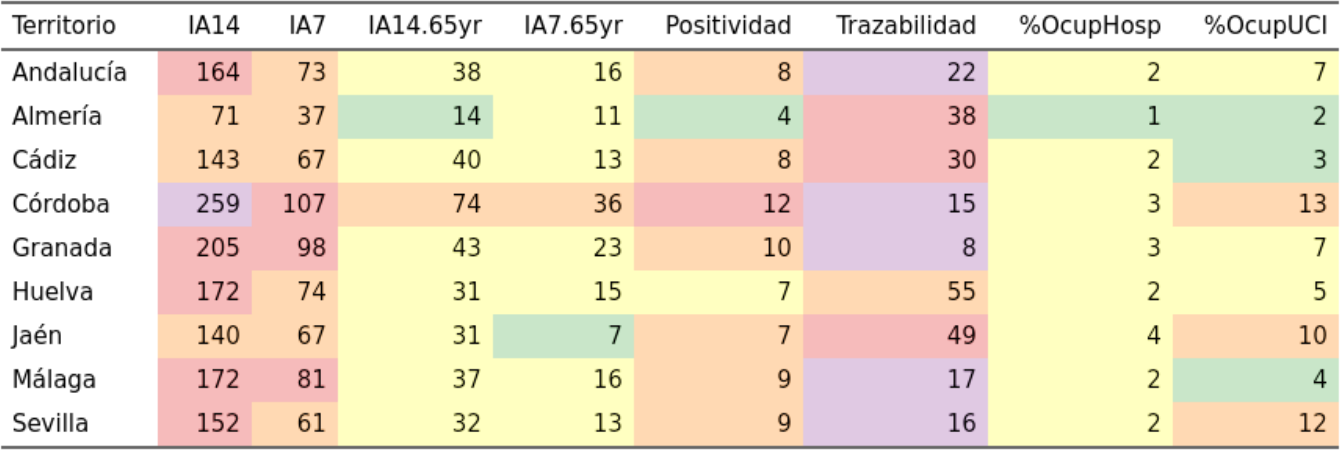 Territorio IA14 IA7 IA14.65yr IA7.65yr Positividad Trazabilidad %OcupHosp %OcupUCI
Andalucía 164 73 38 16 8 22 2 7
Almería 71 37 14 11 4 38 1 2
Cádiz 143 67 40 13 8 30 2 3
Córdoba 259 107 74 36 12 15 3 13
Granada 205 98 43 23 10 8 3 7
Huelva 172 74 31 15 7 55 2 5
Jaén 140 67 31 7 7 49 4 10
Málaga 172 81 37 16 9 17 2 4
Sevilla 152 61 32 13 9 16 2 12